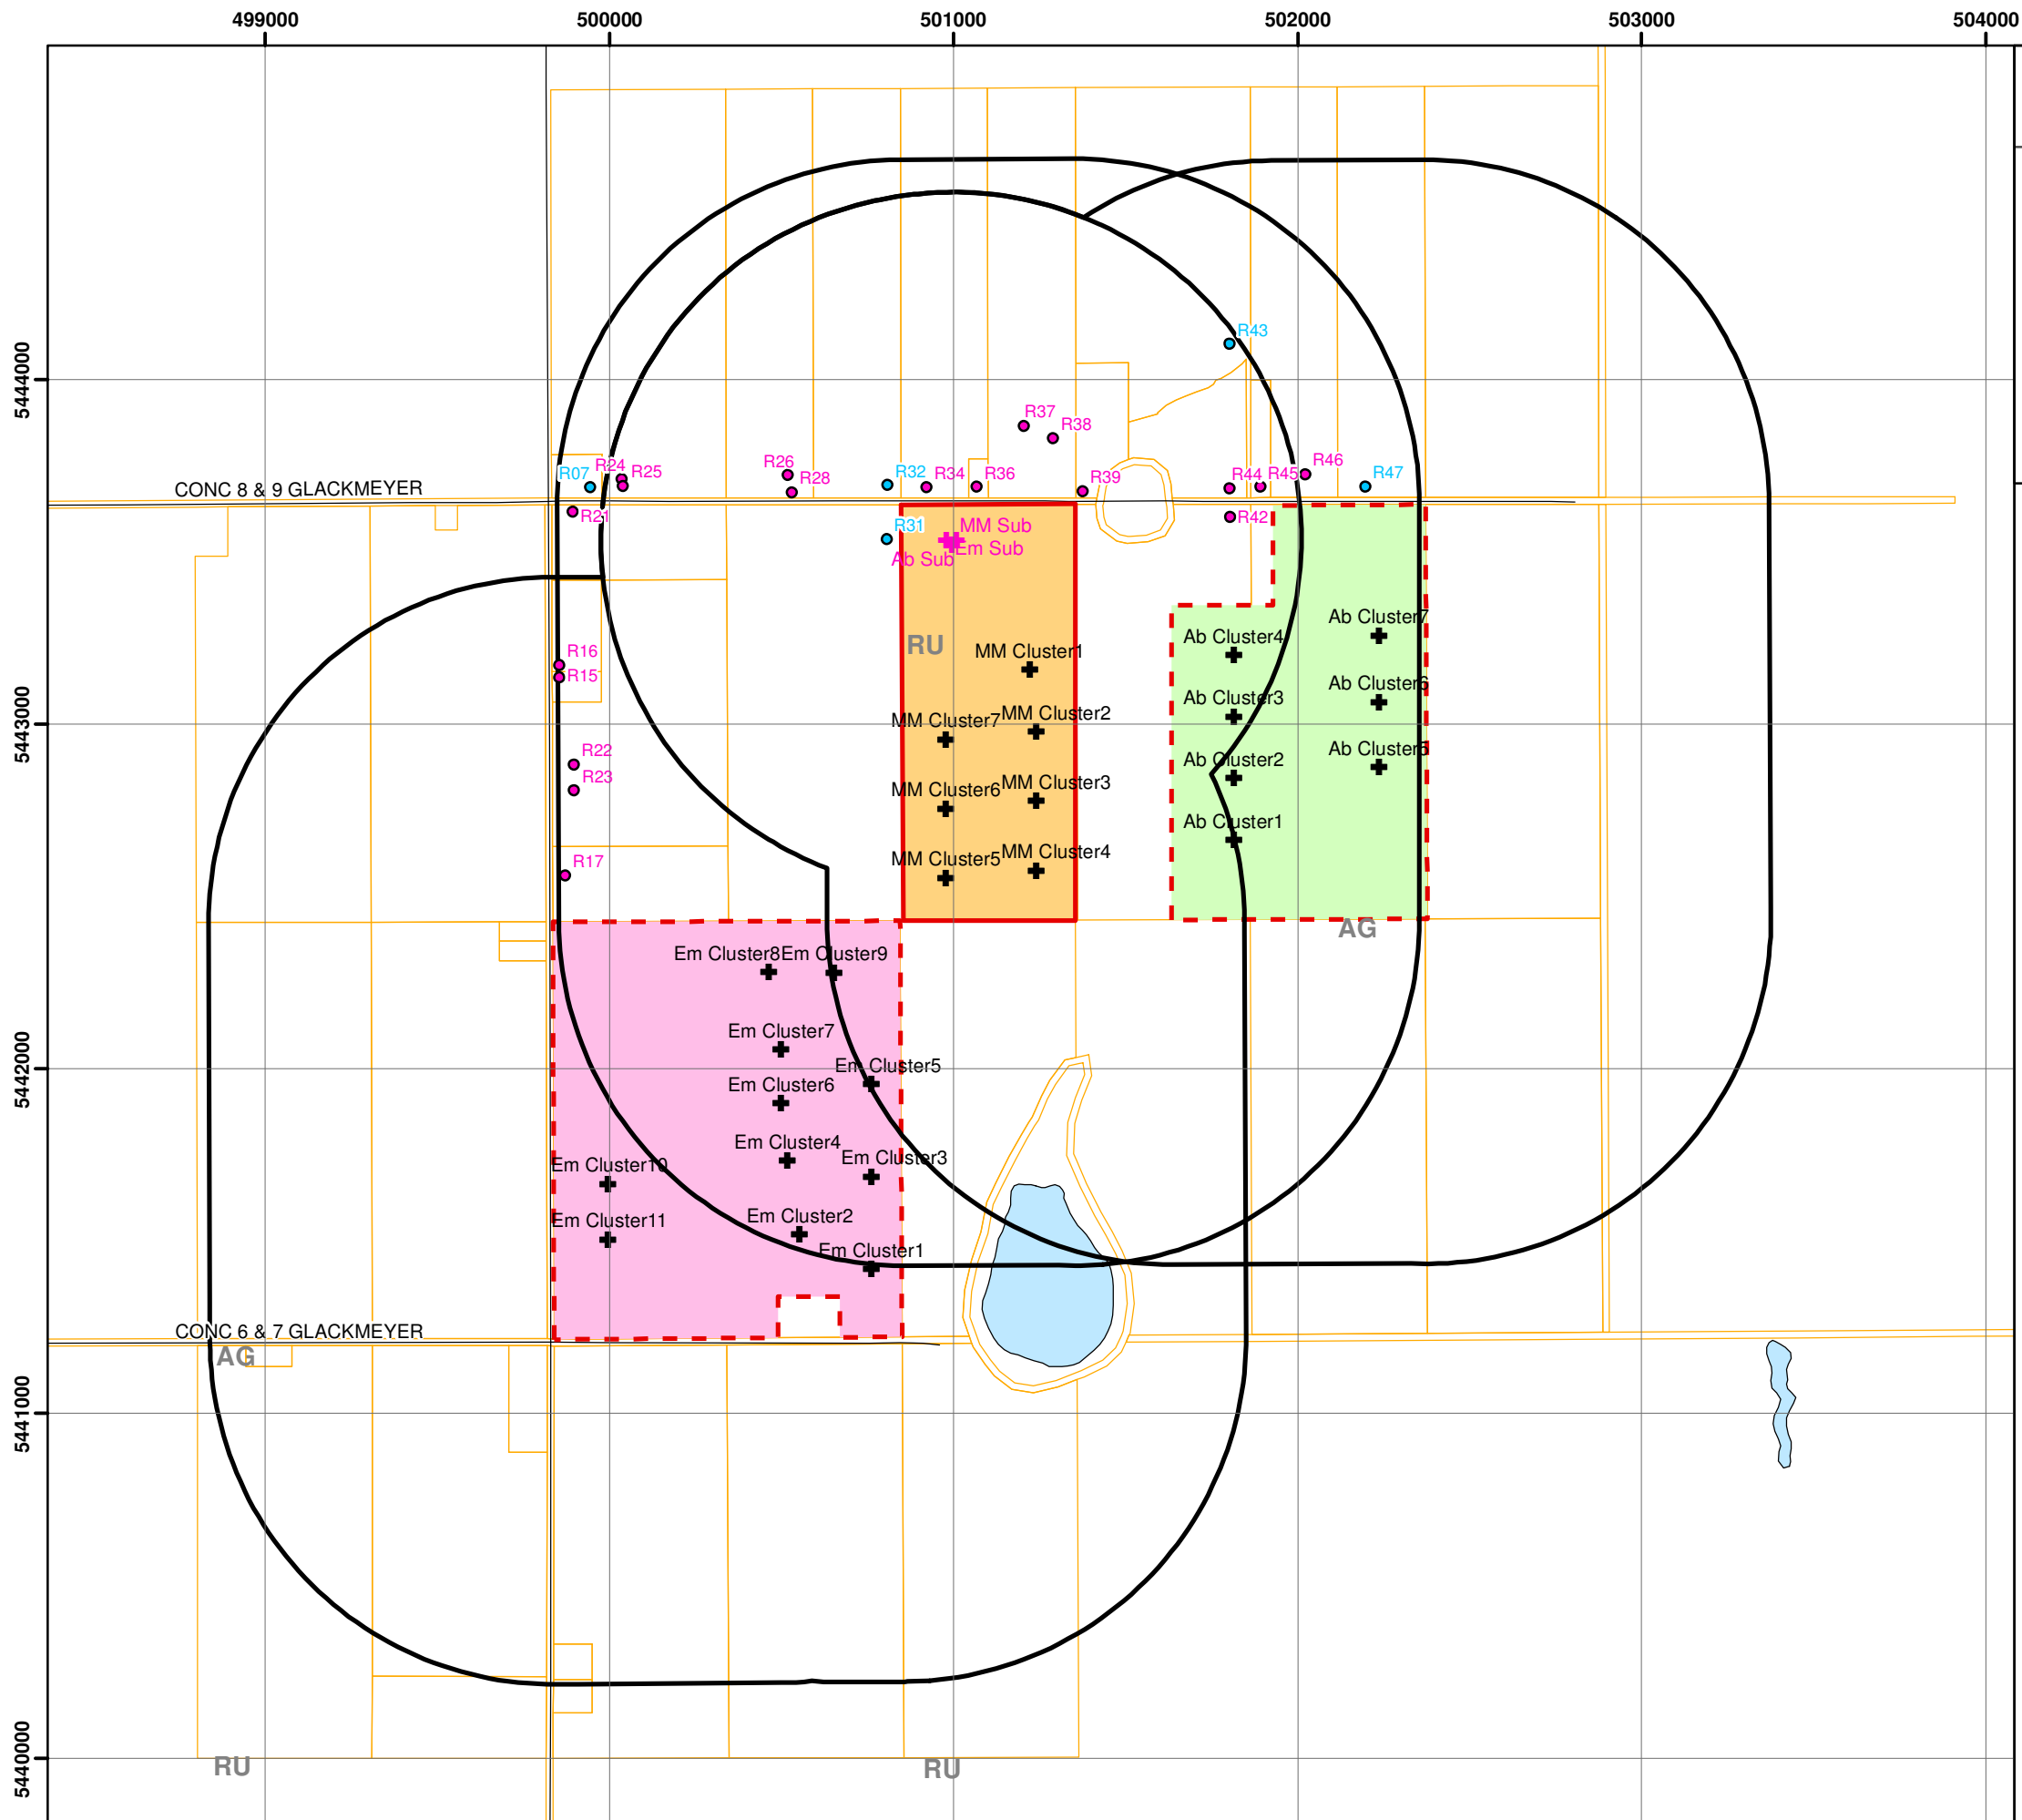 499000 500000 501000 502000 503000 504000
R43
5444000
R37
R38
R26
R46
R24
R25
R07
R28
R32
R34
R36
R39
R44
R45
R47
CONC 8 & 9 GLACKMEYER
R21
R42
R31
MM Sub
Em Sub
Ab Sub
Ab Cluster7
Ab Cluster4
RU
R16
MM Cluster1
R15
Ab Cluster6
Ab Cluster3
MM Cluster2
MM Cluster7
5443000
R22
Ab Cluster5
Ab Cluster2
R23
MM Cluster3
MM Cluster6
Ab Cluster1
MM Cluster4
MM Cluster5
R17
AG
Em Cluster8
Em Cluster9
Em Cluster7
5442000
Em Cluster5
Em Cluster6
Em Cluster4
Em Cluster3
Em Cluster10
Em Cluster2
Em Cluster11
Em Cluster1
CONC 6 & 7 GLACKMEYER
AG
5441000
5440000
RU
RU